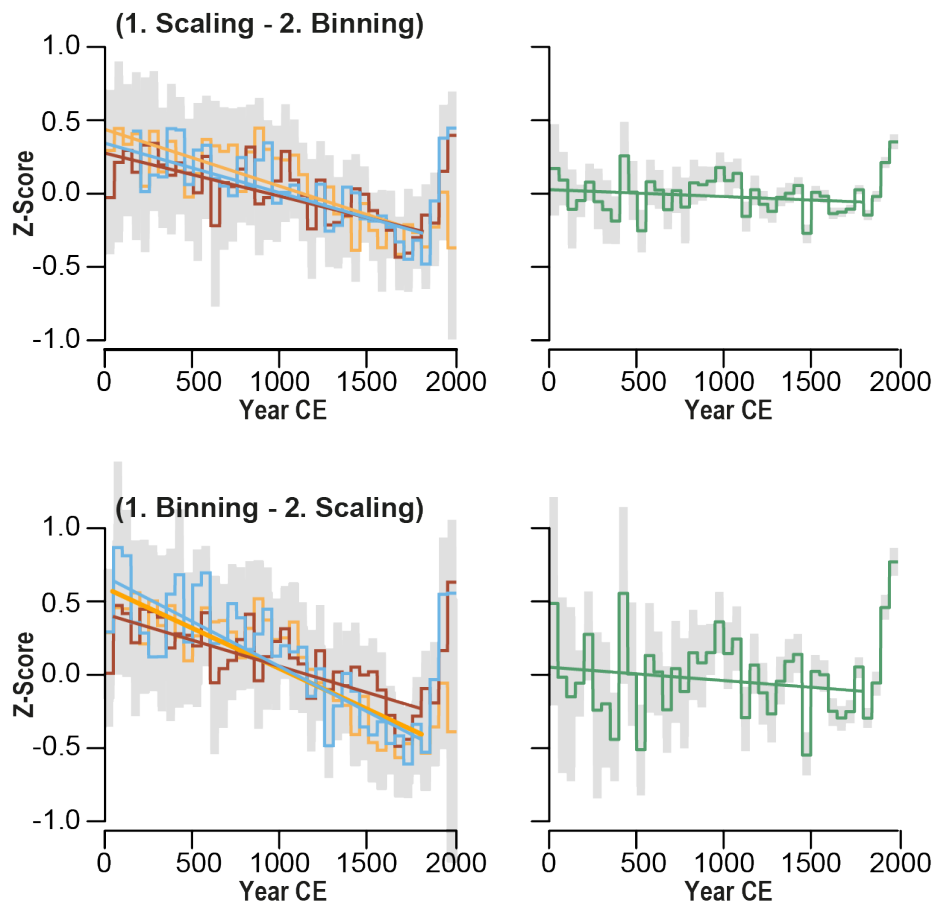 (1. Scaling - 2. Binning)
1.0
0.5
0.0
-0.5
-1.0
Z-Score
0 500 1000 1500 2000
Year CE
0 500 1000 1500 2000
Year CE
(1. Binning - 2. Scaling)
1.0
0.5
0.0
-0.5
-1.0
Z-Score
0 500 1000 1500 2000
Year CE
0 500 1000 1500 2000
Year CE